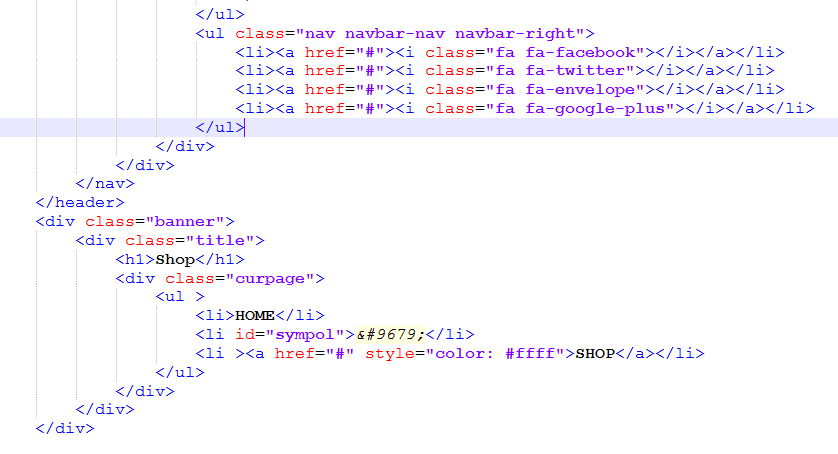 </ul>
<ul class="nav navbar-nav navbar-right">
<li><a href="#"><i class="fa fa-facebook"></i></a></li>
<li><a href="#"><i class="fa fa-twitter"></i></a></li>
<li><a href="#"><i class="fa fa-envelope"></i></a></li>
<li><a href="#"><i class="fa fa-google-plus"></i></a></li>
</ul>
</div>
</div>
</nav>
</header>
<div class="banner">
<div class="title">
<h1>Shop</h1>
<div class="curpage">
<ul >
<li>HOME</li>
<li id="sympol">&#9679;</li>
<li ><a href="#" style="color: #ffff">SHOP</a></li>
</ul>
</div>
</div>
</div>